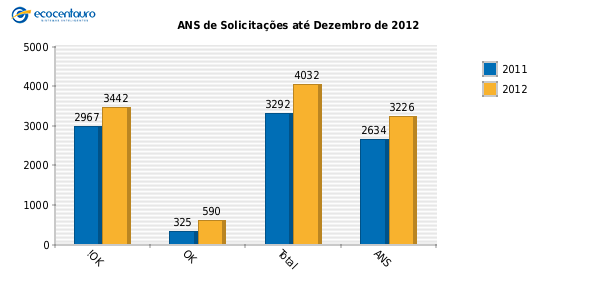 ecocentauro
ANS de Solicitações até Dezembro de 2012
5000
4000
3000
2000
1000
0
2967
3442
325
590
3292
4032
2634
3226
!OK
OK
Total
ANS
2011
2012